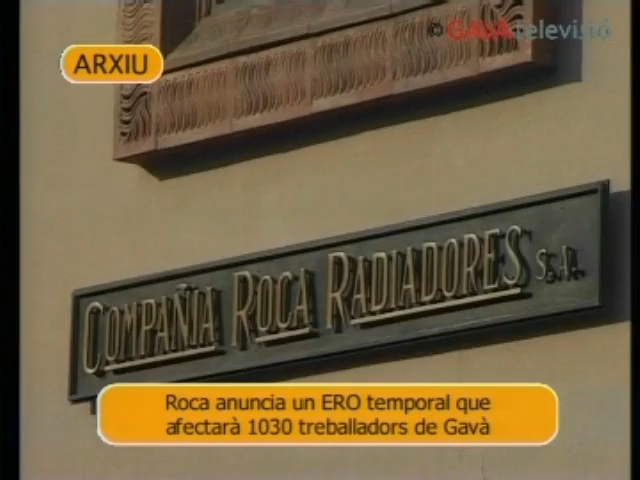 © GAVÀtelevisió
ARXIU
COMPAÑIA ROCA RADIADORES S.A.
Roca anuncia un ERO temporal que
afectarà 1030 treballadors de Gavà